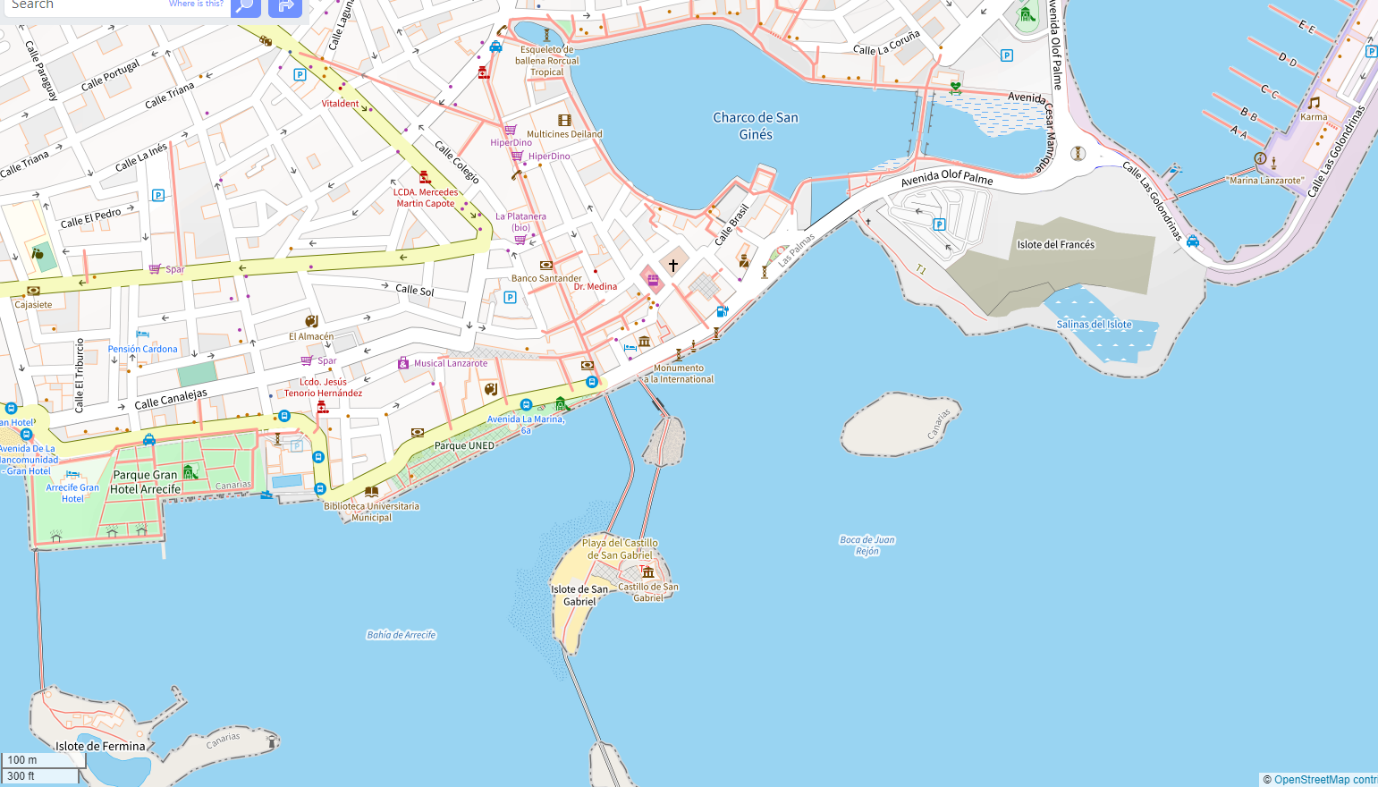 Search
Where is this?
Calle Laguna
Esqueleto de
ballena Rorcual
Tropical
Calle La Coruña
Avenida Olof Palme
E-E
D-D
C-C
B-B
A-A
Karma
Calle Paraguay
Calle Portugal
Calle Triana
Vitaldent
Multicines Deiland
HiperDino
HiperDino
Charco de San
Ginés
Avenida
César Manrique
Calle Las Golondrinas
Calle Las Golondrinas
"Marina Lanzarote"
Calle Triana
Calle La Inés
Calle Colegio
LCDA. Mercedes
Martin Capote
Avenida Olof Palme
Calle El Pedro
La Platanera
(bio)
Calle Brasil
Las Palmas
Islote del Francés
T.1
Spar
Banco Santander
Dr. Medina
Cajasiete
Calle Sol
Salinas del Islote
El Almacén
Pensión Cardona
Calle El Triburcio
Spar
Musical Lanzarote
Monumento
a la International
Lcdo. Jesús
Tenorio Hernández
Calle Canalejas
Avenida La Marina,
6a
Canarias
Parque UNED
Avenida De La
Mancomunidad
- Gran Hotel
Arrecife Gran
Hotel
Parque Gran
Hotel Arrecife
Canarias
Biblioteca Universitaria
Municipal
Playa del Castillo
de San Gabriel
Boca de Juan
Rejón
Islote de San
Gabriel
Castillo de San
Gabriel
Bahía de Arrecife
Islote de Fermina
Canarias
100 m
300 ft
© OpenStreetMap contri